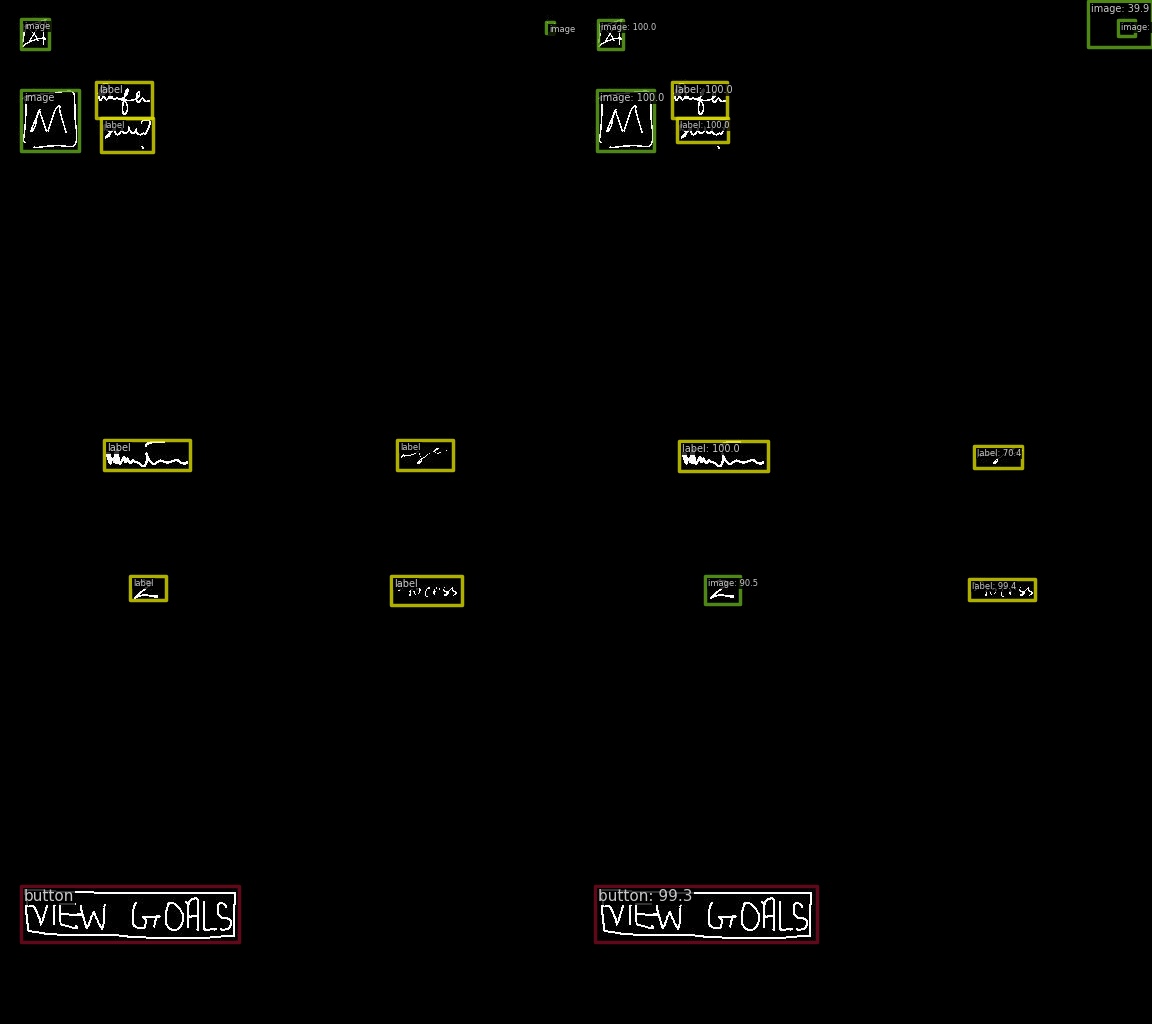 image image image: 100.0 image: 39.9
image:
image label image: 100.0 label: 100.0
M M
label label: 100.0
label label label: 100.0 label: 70.4
label label image: 90.5 label: 99.4
button button: 99.3
VIEW GOALS VIEW GOALS